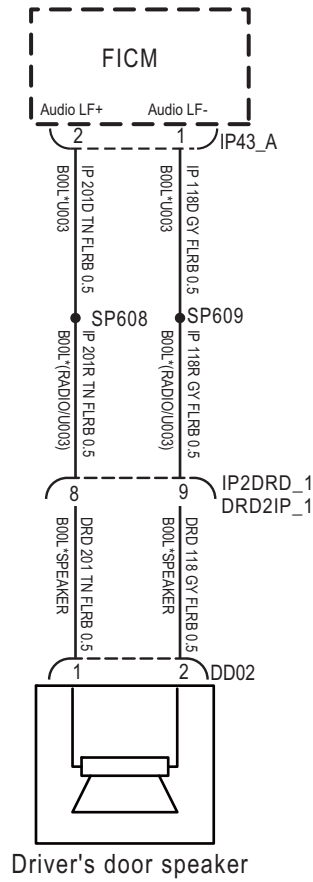 FICM
Audio LF+ Audio LF-
2 1 IP43_A
B00L*U003
IP 201D TN FLRB 0.5
B00L*U003
IP 118D GY FLRB 0.5
SP608 SP609
B00L*(RADIO/U003)
IP 201R TN FLRB 0.5
B00L*(RADIO/U003)
IP 118R GY FLRB 0.5
8 9 IP2DRD_1
DRD2IP_1
B00L*SPEAKER
DRD 201 TN FLRB 0.5
B00L*SPEAKER
DRD 118 GY FLRB 0.5
1 2 DD02
Driver's door speaker